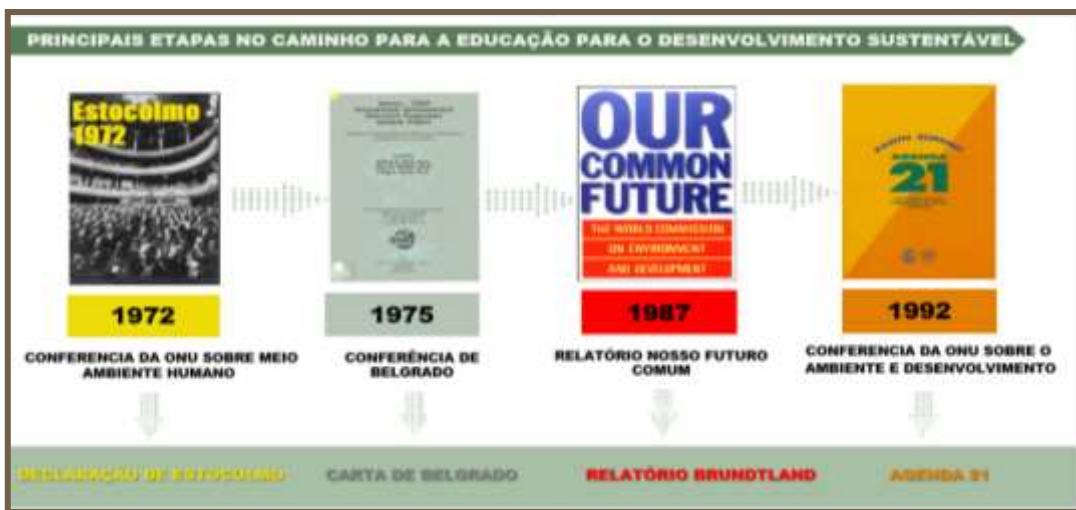 PRINCIPAIS ETAPAS NO CAMINHO PARA A EDUCAÇÃO PARA O DESENVOLVIMENTO SUSTENTÁVEL
Estocolmo
1972
OUR
COMMON
FUTURE
THE WORLD COMMISSION
ON ENVIRONMENT
AND DEVELOPMENT
AGENDA
21
1972
1975
1987
1992
CONFERENCIA DA ONU SOBRE MEIO
AMBIENTE HUMANO
CONFERÊNCIA DE
BELGRADO
RELATÓRIO NOSSO FUTURO
COMUM
CONFERENCIA DA ONU SOBRE O
AMBIENTE E DESENVOLVIMENTO
DECLARAÇÃO DE ESTOCOLMO
CARTA DE BELGRADO
RELATÓRIO BRUNDTLAND
AGENDA 21